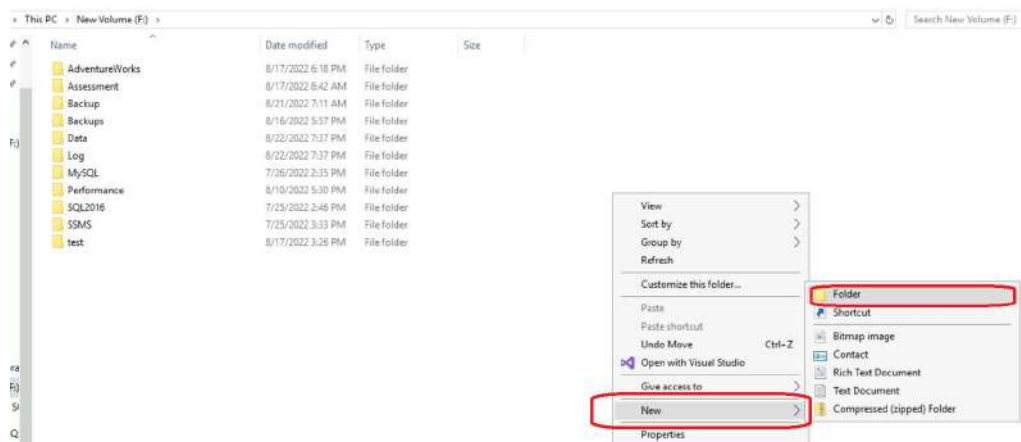 This PC > New Volume (F:) >
Search New Volume (F:)
Name Date modified Type Size
AdventureWorks 8/17/2022 6:18 PM File folder
Assessment 8/17/2022 8:42 AM File folder
Backup 8/21/2022 7:11 AM File folder
Backups 8/16/2022 5:37 PM File folder
Data 8/22/2022 7:37 PM File folder
Log 8/22/2022 7:37 PM File folder
MySQL 7/26/2022 2:35 PM File folder
Performance 8/10/2022 5:30 PM File folder
SQL2016 7/25/2022 2:46 PM File folder
SSMS 7/25/2022 3:33 PM File folder
test 8/17/2022 3:26 PM File folder
F:)
F:)
View
Sort by
Group by
Refresh
Customize this folder...
Paste
Paste shortcut
Undo Move Ctrl+Z
Open with Visual Studio
Give access to
New
Properties
Folder
Shortcut
Bitmap image
Contact
Rich Text Document
Text Document
Compressed (zipped) Folder